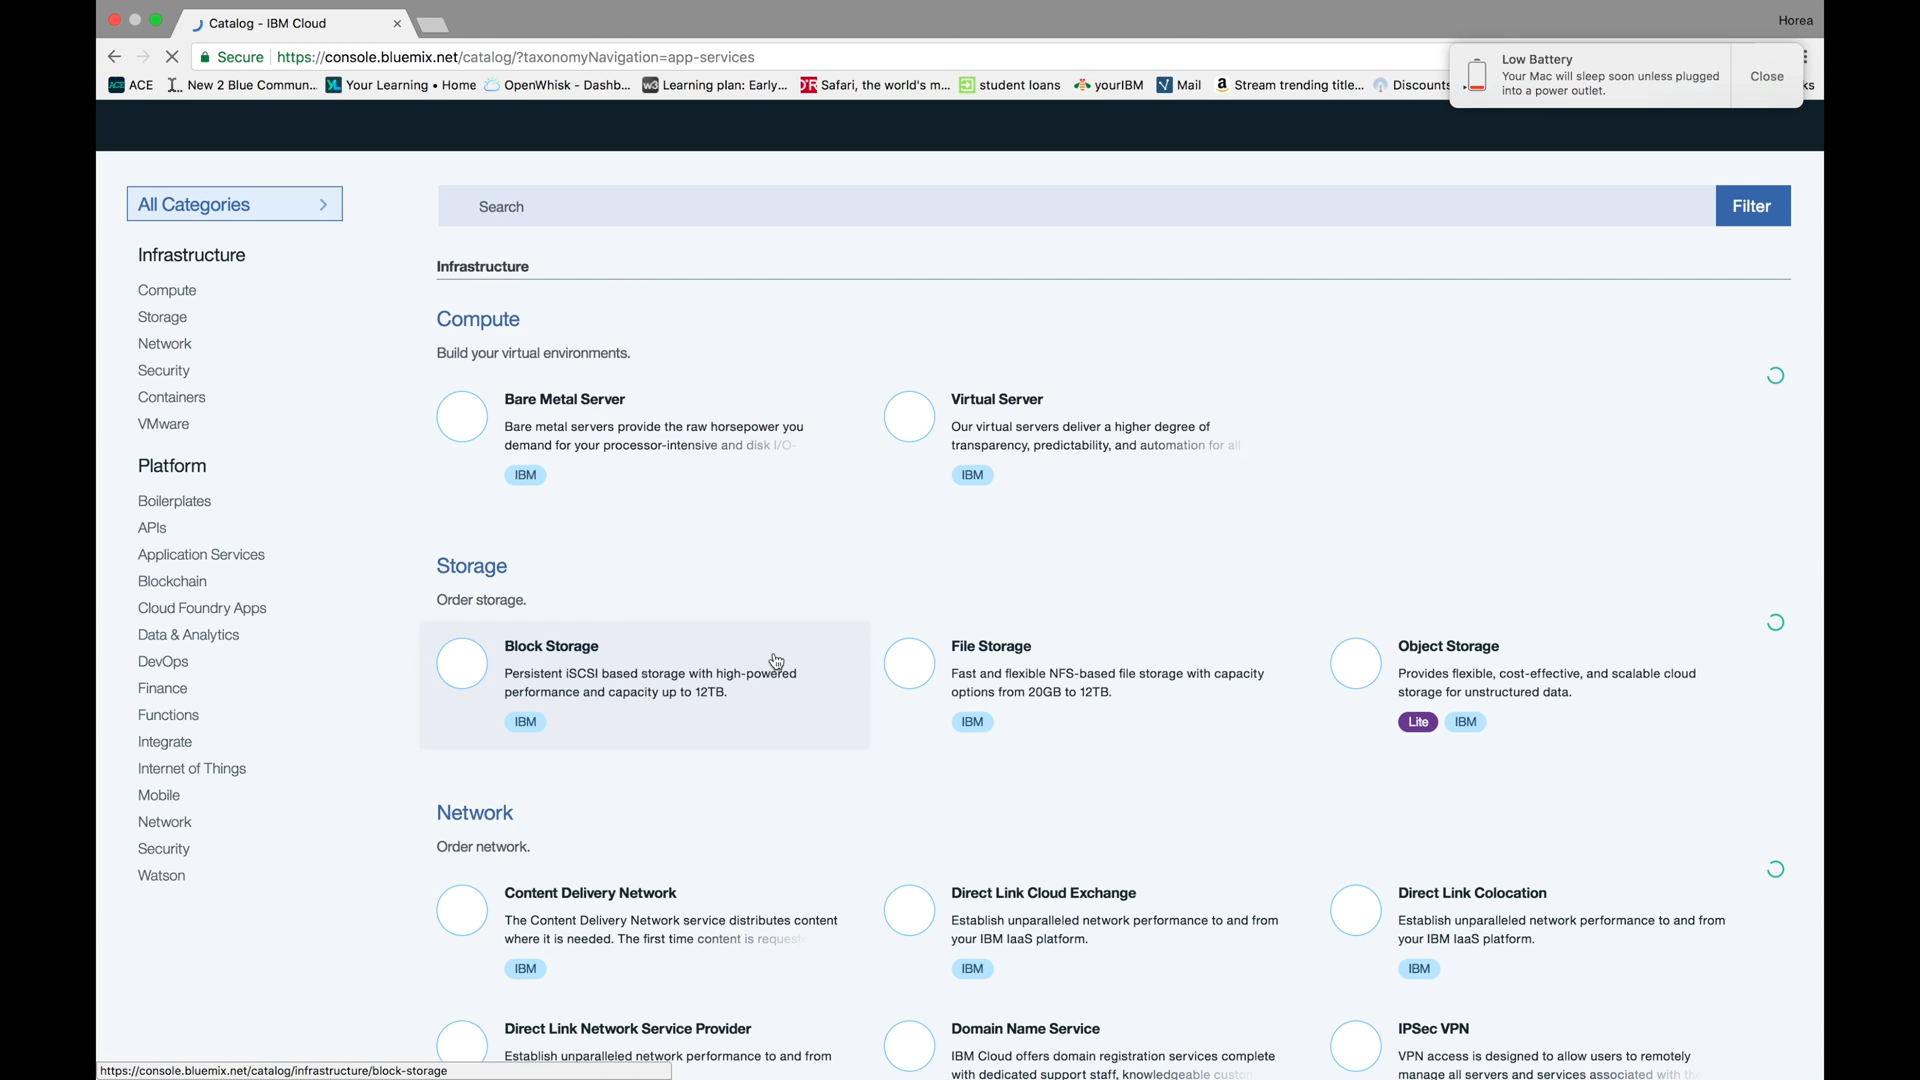 Catalog - IBM Cloud
Horea
Secure https://console.bluemix.net/catalog/?taxonomyNavigation=app-services
Low Battery
Your Mac will sleep soon unless plugged
into a power outlet.
Close
ACE New 2 Blue Commun... Your Learning • Home OpenWhisk - Dashb... Learning plan: Early... Safari, the world's m... student loans yourIBM Mail Stream trending title... Discounts
All Categories
Search
Filter
Infrastructure
Compute
Storage
Network
Security
Containers
VMware
Platform
Boilerplates
APIs
Application Services
Blockchain
Cloud Foundry Apps
Data & Analytics
DevOps
Finance
Functions
Integrate
Internet of Things
Mobile
Network
Security
Watson
Infrastructure
Compute
Build your virtual environments.
Bare Metal Server
Bare metal servers provide the raw horsepower you
demand for your processor-intensive and disk I/O-
IBM
Virtual Server
Our virtual servers deliver a higher degree of
transparency, predictability, and automation for all
IBM
Storage
Order storage.
Block Storage
Persistent iSCSI based storage with high-powered
performance and capacity up to 12TB.
IBM
File Storage
Fast and flexible NFS-based file storage with capacity
options from 20GB to 12TB.
IBM
Object Storage
Provides flexible, cost-effective, and scalable cloud
storage for unstructured data.
Lite IBM
Network
Order network.
Content Delivery Network
The Content Delivery Network service distributes content
where it is needed. The first time content is
IBM
Direct Link Cloud Exchange
Establish unparalleled network performance to and from
your IBM IaaS platform.
IBM
Direct Link Colocation
Establish unparalleled network performance to and from
your IBM IaaS platform.
IBM
Direct Link Network Service Provider
Establish unparalleled network performance to and from
Domain Name Service
IBM Cloud offers domain registration services complete
with dedicated support staff, knowledgeable
IPSec VPN
VPN access is designed to allow users to remotely
manage all servers and services associated with
https://console.bluemix.net/catalog/infrastructure/block-storage